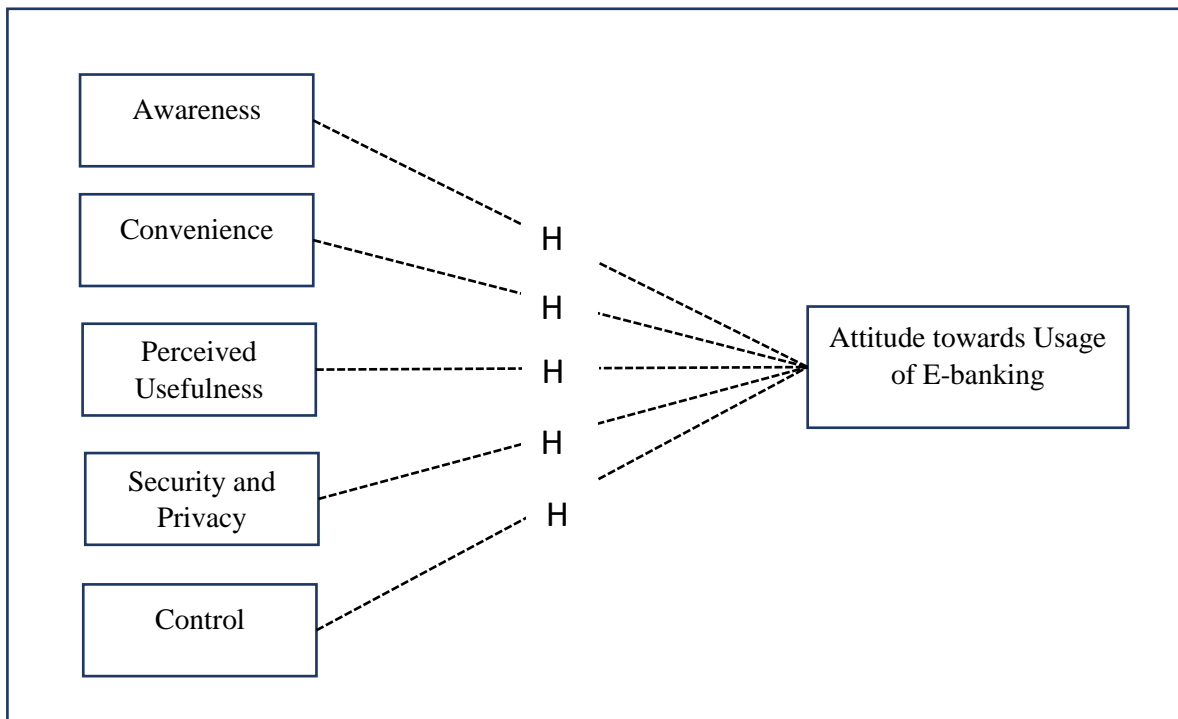 Awareness
Convenience
Perceived
Usefulness
Security and
Privacy
Control
H
H
H
H
H
Attitude towards Usage
of E-banking